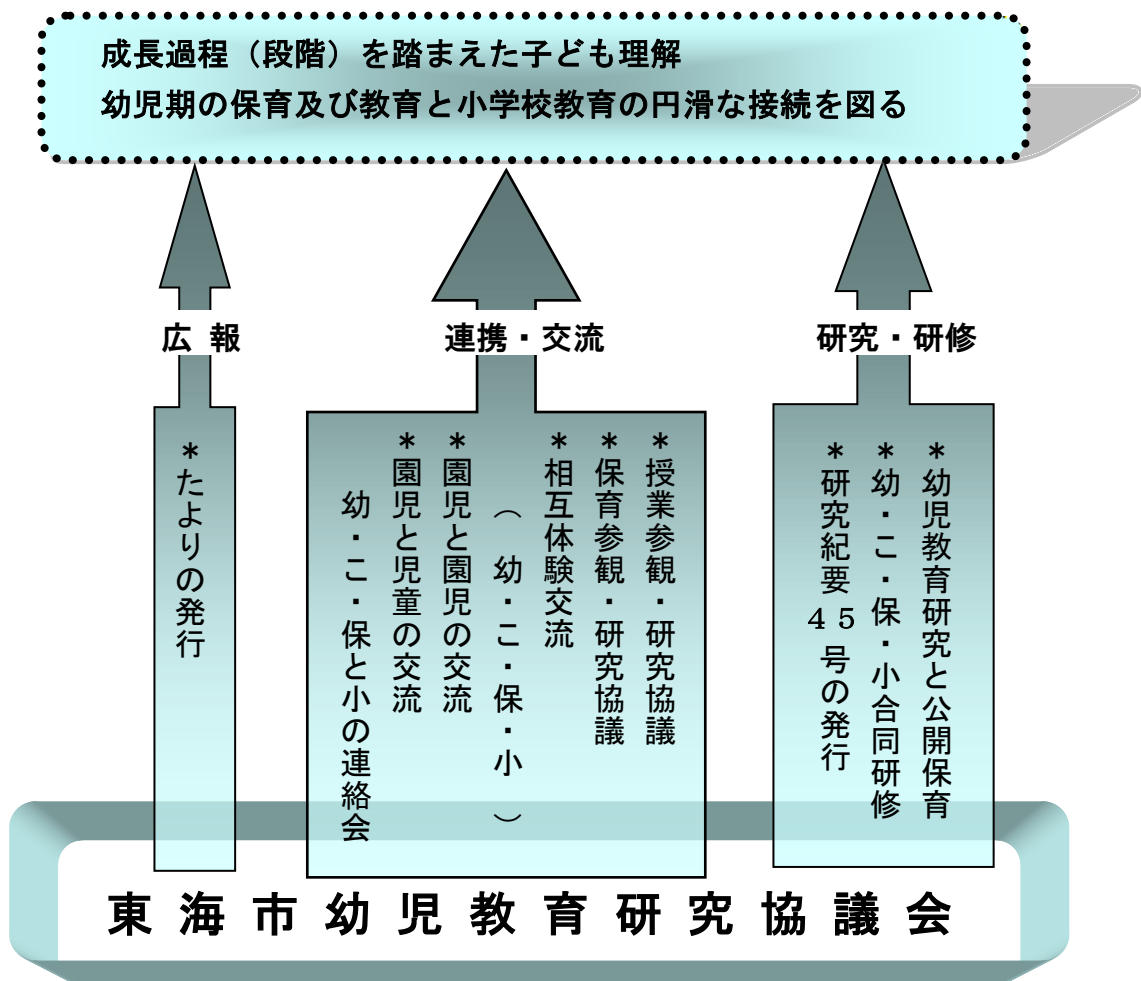 成長過程（段階）を踏まえた子ども理解
幼児期の保育及び教育と小学校教育の円滑な接続を図る
広 報
連携・交流
研究・研修
＊たよりの発行
＊授業参観・研究協議
＊保育参観・研究協議
＊相互体験交流
（ 幼・こ・保・小 ）
＊園児と園児の交流
＊園児と児童の交流
幼・こ・保と小の連絡会
＊幼児教育研究と公開保育
＊幼・こ・保・小合同研修
＊研究紀要４５号の発行
東海市幼児教育研究協議会